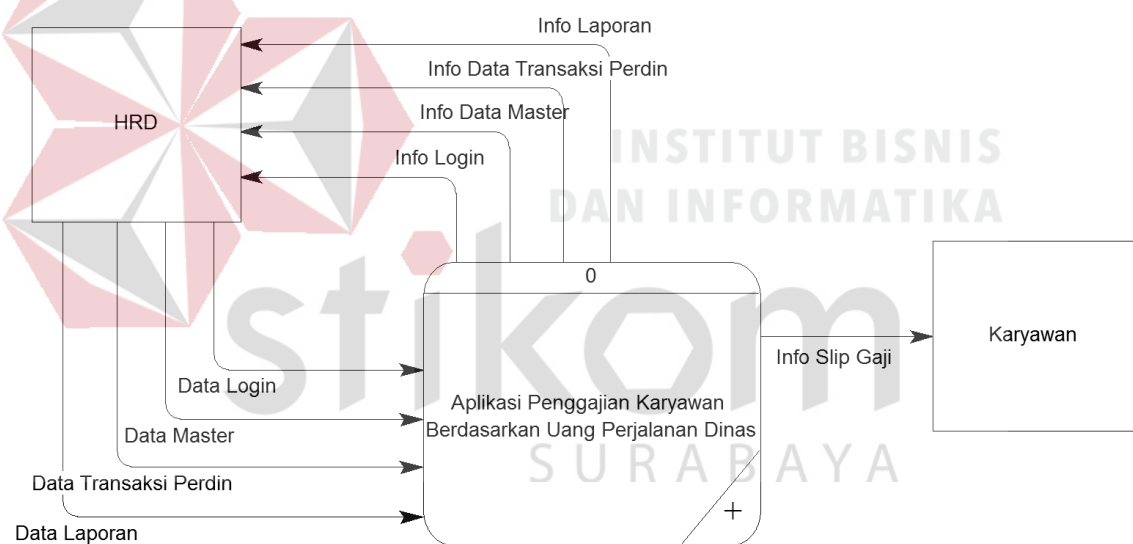 Info Laporan
Info Data Transaksi Perdin
Info Data Master
Info Login
HRD
INSTITUT BISNIS
DAN INFORMATIKA
stikom
SURABAYA
0
Aplikasi Penggajian Karyawan
Berdasarkan Uang Perjalanan Dinas
+
Info Slip Gaji
Karyawan
Data Login
Data Master
Data Transaksi Perdin
Data Laporan